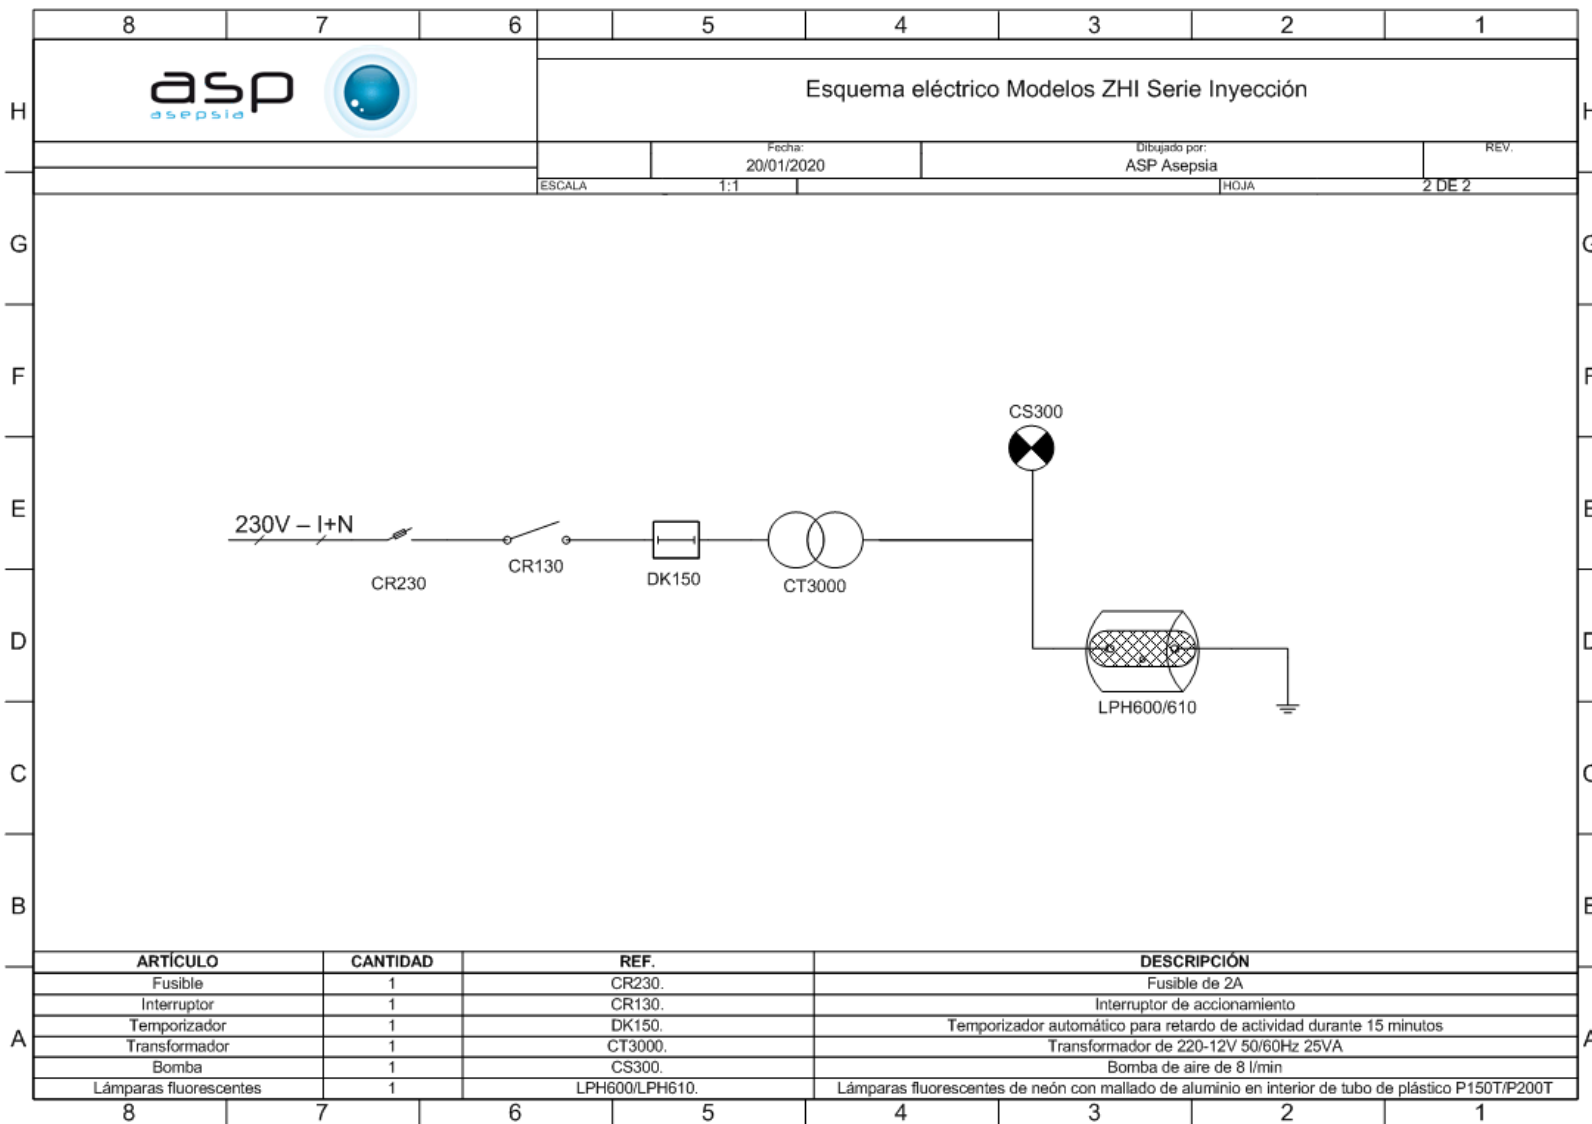 8 7 6 5 4 3 2 1
asp
asepsia
Esquema eléctrico Modelos ZHI Serie Inyección
Fecha:
20/01/2020
Dibujado por:
ASP Asepsia
REV.
ESCALA 1:1 HOJA 2 DE 2
H H
G G
F F
E E
D D
C C
B B
A A
CS300
230V – I+N
CR230
CR130
DK150
CT3000
LPH600/610
ARTÍCULO CANTIDAD REF. DESCRIPCIÓN
Fusible 1 CR230. Fusible de 2A
Interruptor 1 CR130. Interruptor de accionamiento
Temporizador 1 DK150. Temporizador automático para retardo de actividad durante 15 minutos
Transformador 1 CT3000. Transformador de 220-12V 50/60Hz 25VA
Bomba 1 CS300. Bomba de aire de 8 l/min
Lámparas fluorescentes 1 LPH600/LPH610. Lámparas fluorescentes de neón con mallado de aluminio en interior de tubo de plástico P150T/P200T
8 7 6 5 4 3 2 1